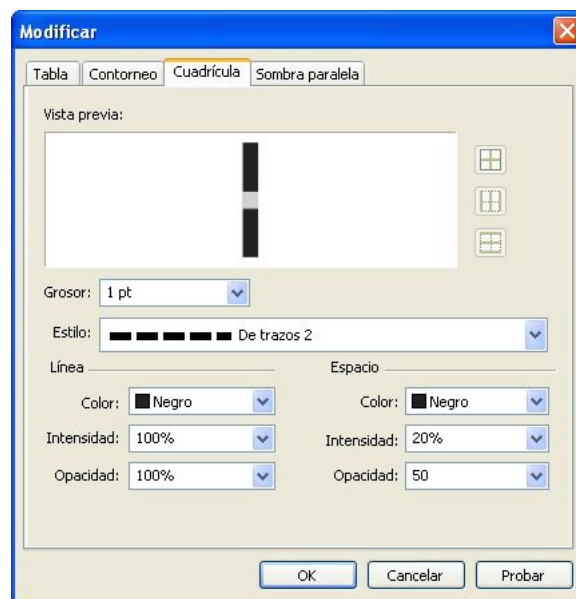 Modificar
Tabla Contorneo Cuadrícula Sombra paralela
Vista previa:
Grosor: 1 pt
Estilo: De trazos 2
Línea Espacio
Color: Negro Color: Negro
Intensidad: 100% Intensidad: 20%
Opacidad: 100% Opacidad: 50
OK Cancelar Probar